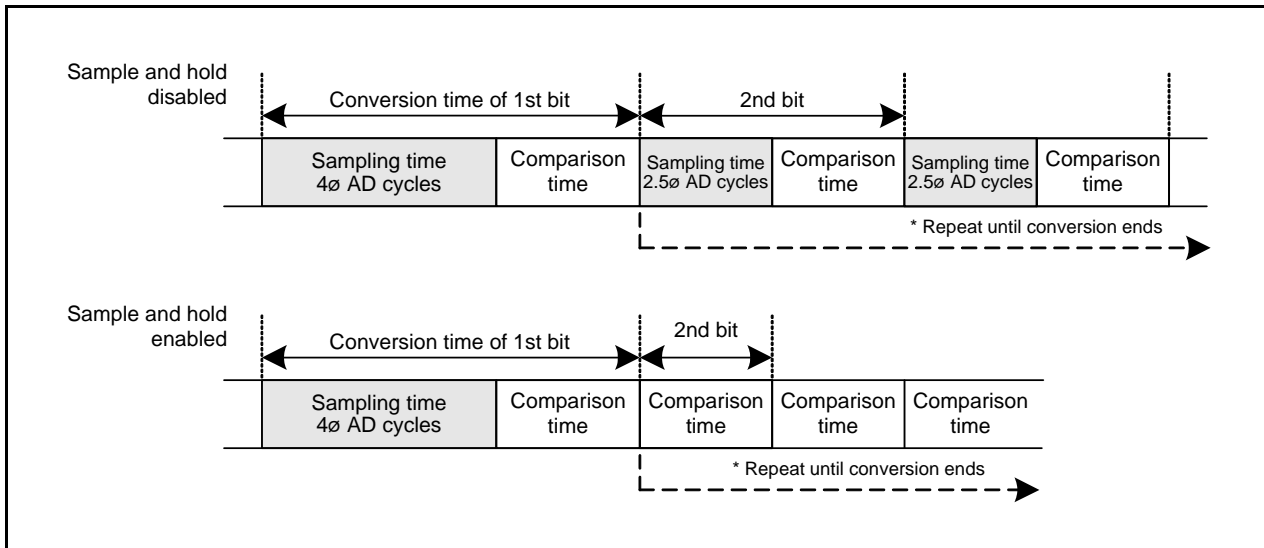 Sample and hold
disabled
Conversion time of 1st bit
2nd bit
Sampling time
4ø AD cycles
Comparison
time
Sampling time
2.5ø AD cycles
Comparison
time
Sampling time
2.5ø AD cycles
Comparison
time
* Repeat until conversion ends
Sample and hold
enabled
Conversion time of 1st bit
2nd bit
Sampling time
4ø AD cycles
Comparison
time
Comparison
time
Comparison
time
Comparison
time
* Repeat until conversion ends